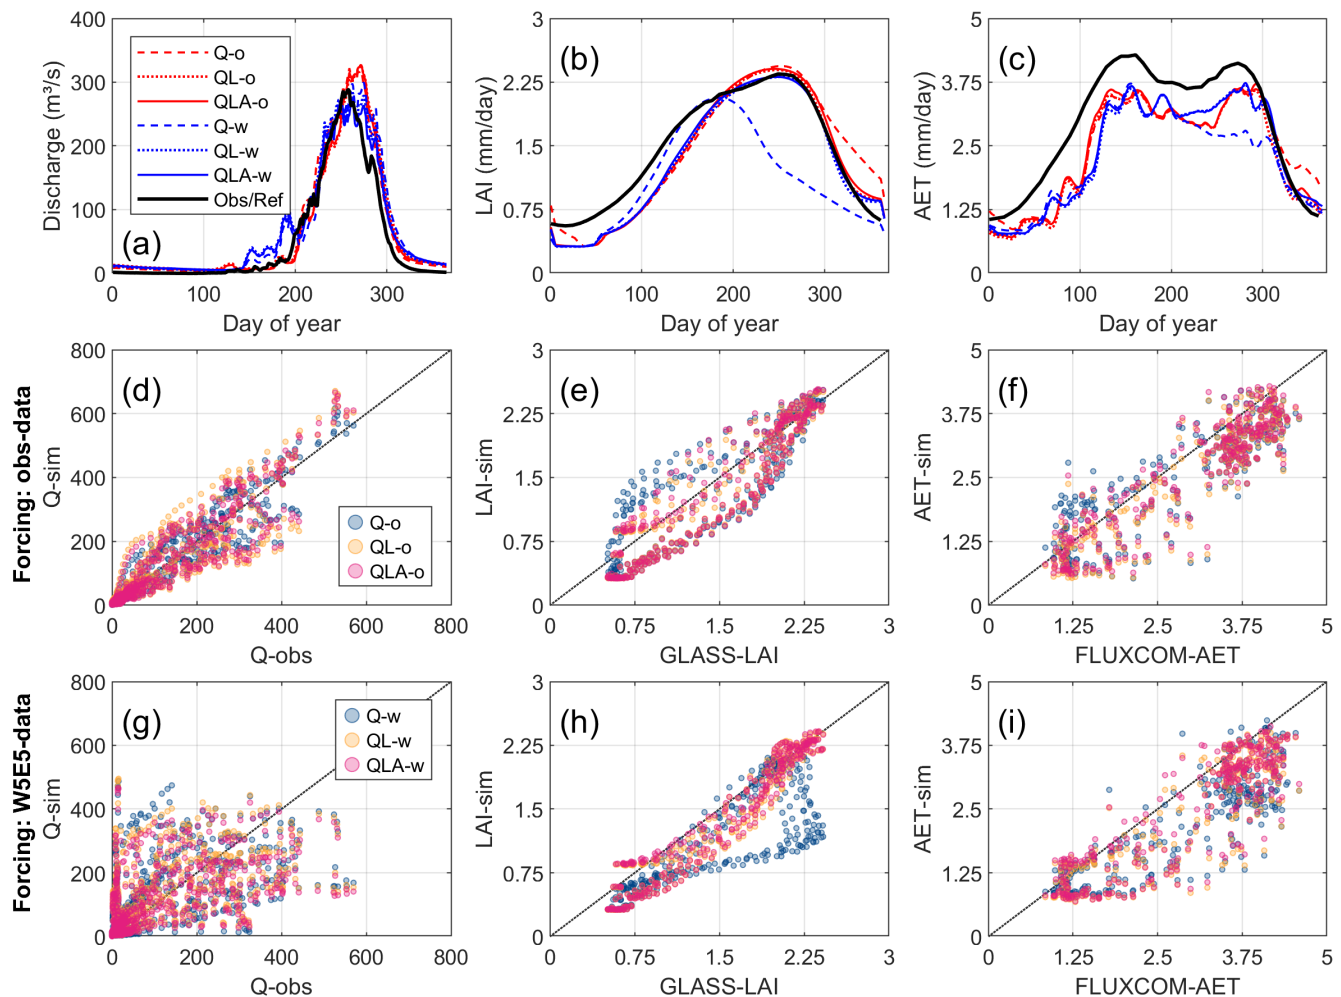 400
300
200
100
0
Discharge (m³/s)
Q-o
QL-o
QLA-o
Q-w
QL-w
QLA-w
Obs/Ref
(a)
0
100
200
300
Day of year
3
2.25
1.5
0.75
0
LAI (mm/day)
(b)
0
100
200
300
Day of year
5
3.75
2.5
1.25
0
AET (mm/day)
(c)
0
100
200
300
Day of year
Forcing: obs-data
800
600
400
200
0
Q-sim
(d)
Q-o
QL-o
QLA-o
0
200
400
600
800
Q-obs
3
2.25
1.5
0.75
0
LAI-sim
(e)
0
0.75
1.5
2.25
3
GLASS-LAI
5
3.75
2.5
1.25
0
AET-sim
(f)
0
1.25
2.5
3.75
5
FLUXCOM-AET
Forcing: W5E5-data
800
600
400
200
0
Q-sim
(g)
Q-w
QL-w
QLA-w
0
200
400
600
800
Q-obs
3
2.25
1.5
0.75
0
LAI-sim
(h)
0
0.75
1.5
2.25
3
GLASS-LAI
5
3.75
2.5
1.25
0
AET-sim
(i)
0
1.25
2.5
3.75
5
FLUXCOM-AET